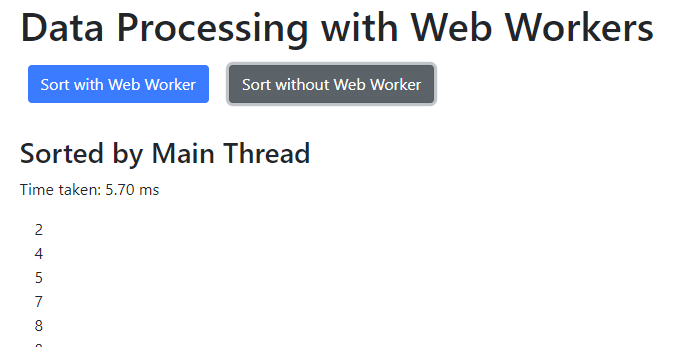 Data Processing with Web Workers
Sort with Web Worker Sort without Web Worker
Sorted by Main Thread
Time taken: 5.70 ms
2
4
5
7
8